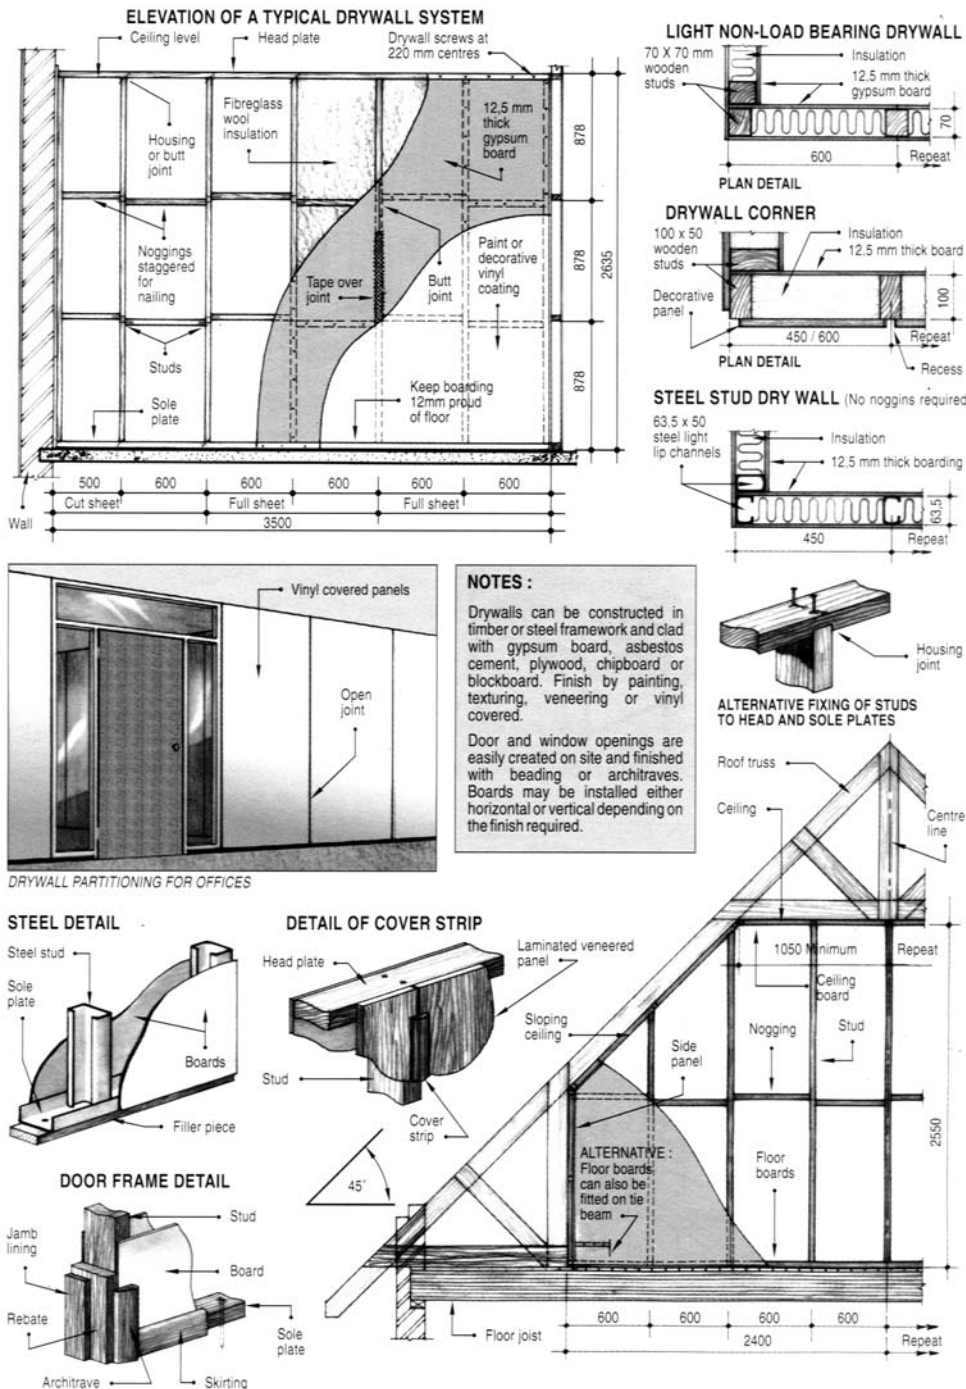 ELEVATION OF A TYPICAL DRYWALL SYSTEM
Ceiling level
Head plate
Drywall screws at
220 mm centres
Housing
or butt
joint
Fibreglass
wool
insulation
12,5 mm
thick
gypsum
board
Noggings
staggered
for
nailing
Tape over
joint
Butt
joint
Paint or
decorative
vinyl
coating
Studs
Sole
plate
Keep boarding
12mm proud
of floor
Wall
878
878
878
2635
500
600
600
600
600
600
Cut sheet
Full sheet
Full sheet
3500
LIGHT NON-LOAD BEARING DRYWALL
70 X 70 mm
wooden
studs
Insulation
12,5 mm thick
gypsum board
70
600
Repeat
PLAN DETAIL
DRYWALL CORNER
100 x 50
wooden
studs
Insulation
12,5 mm thick board
Decorative
panel
100
450 / 600
Repeat
PLAN DETAIL
Recess
STEEL STUD DRY WALL (No noggins required
63.5 x 50
steel light
lip channels
Insulation
12,5 mm thick boarding
63,5
450
Repeat
Vinyl covered panels
Open
joint
DRYWALL PARTITIONING FOR OFFICES
NOTES :
Drywalls can be constructed in
timber or steel framework and clad
with gypsum board, asbestos
cement, plywood, chipboard or
blockboard. Finish by painting,
texturing, veneering or vinyl
covered.
Door and window openings are
easily created on site and finished
with beading or architraves.
Boards may be installed either
horizontal or vertical depending on
the finish required.
Housing
joint
ALTERNATIVE FIXING OF STUDS
TO HEAD AND SOLE PLATES
STEEL DETAIL
Steel stud
Sole
plate
Boards
Filler piece
DETAIL OF COVER STRIP
Head plate
Laminated veneered
panel
Stud
Cover
strip
45°
DOOR FRAME DETAIL
Jamb
lining
Stud
Board
Rebate
Sole
plate
Architrave
Skirting
Roof truss
Ceiling
Centre
line
1050 Minimum
Repeat
Ceiling
board
Sloping
ceiling
Side
panel
Nogging
Stud
ALTERNATIVE :
Floor boards
can also be
fitted on tie
beam
Floor
boards
2550
Floor joist
600
600
600
600
2400
Repeat